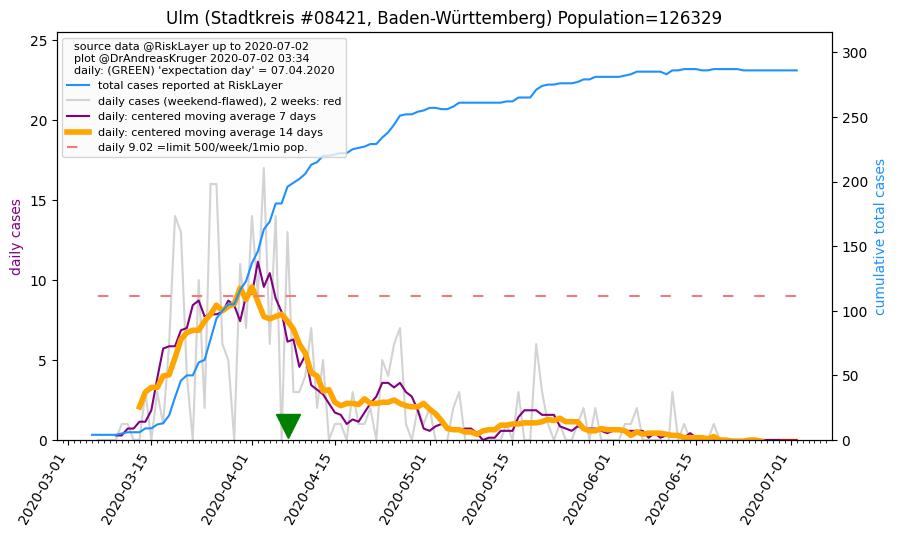 Ulm (Stadtkreis #08421, Baden-Württemberg) Population=126329
source data @RiskLayer up to 2020-07-02
plot @DrAndreasKruger 2020-07-02 03:34
daily: (GREEN) 'expectation day' = 07.04.2020
total cases reported at RiskLayer
daily cases (weekend-flawed), 2 weeks: red
daily: centered moving average 7 days
daily: centered moving average 14 days
daily 9.02 =limit 500/week/1mio pop.
daily cases
25
20
15
10
5
0
cumulative total cases
300
250
200
150
100
50
0
2020-03-01
2020-03-15
2020-04-01
2020-04-15
2020-05-01
2020-05-15
2020-06-01
2020-06-15
2020-07-01